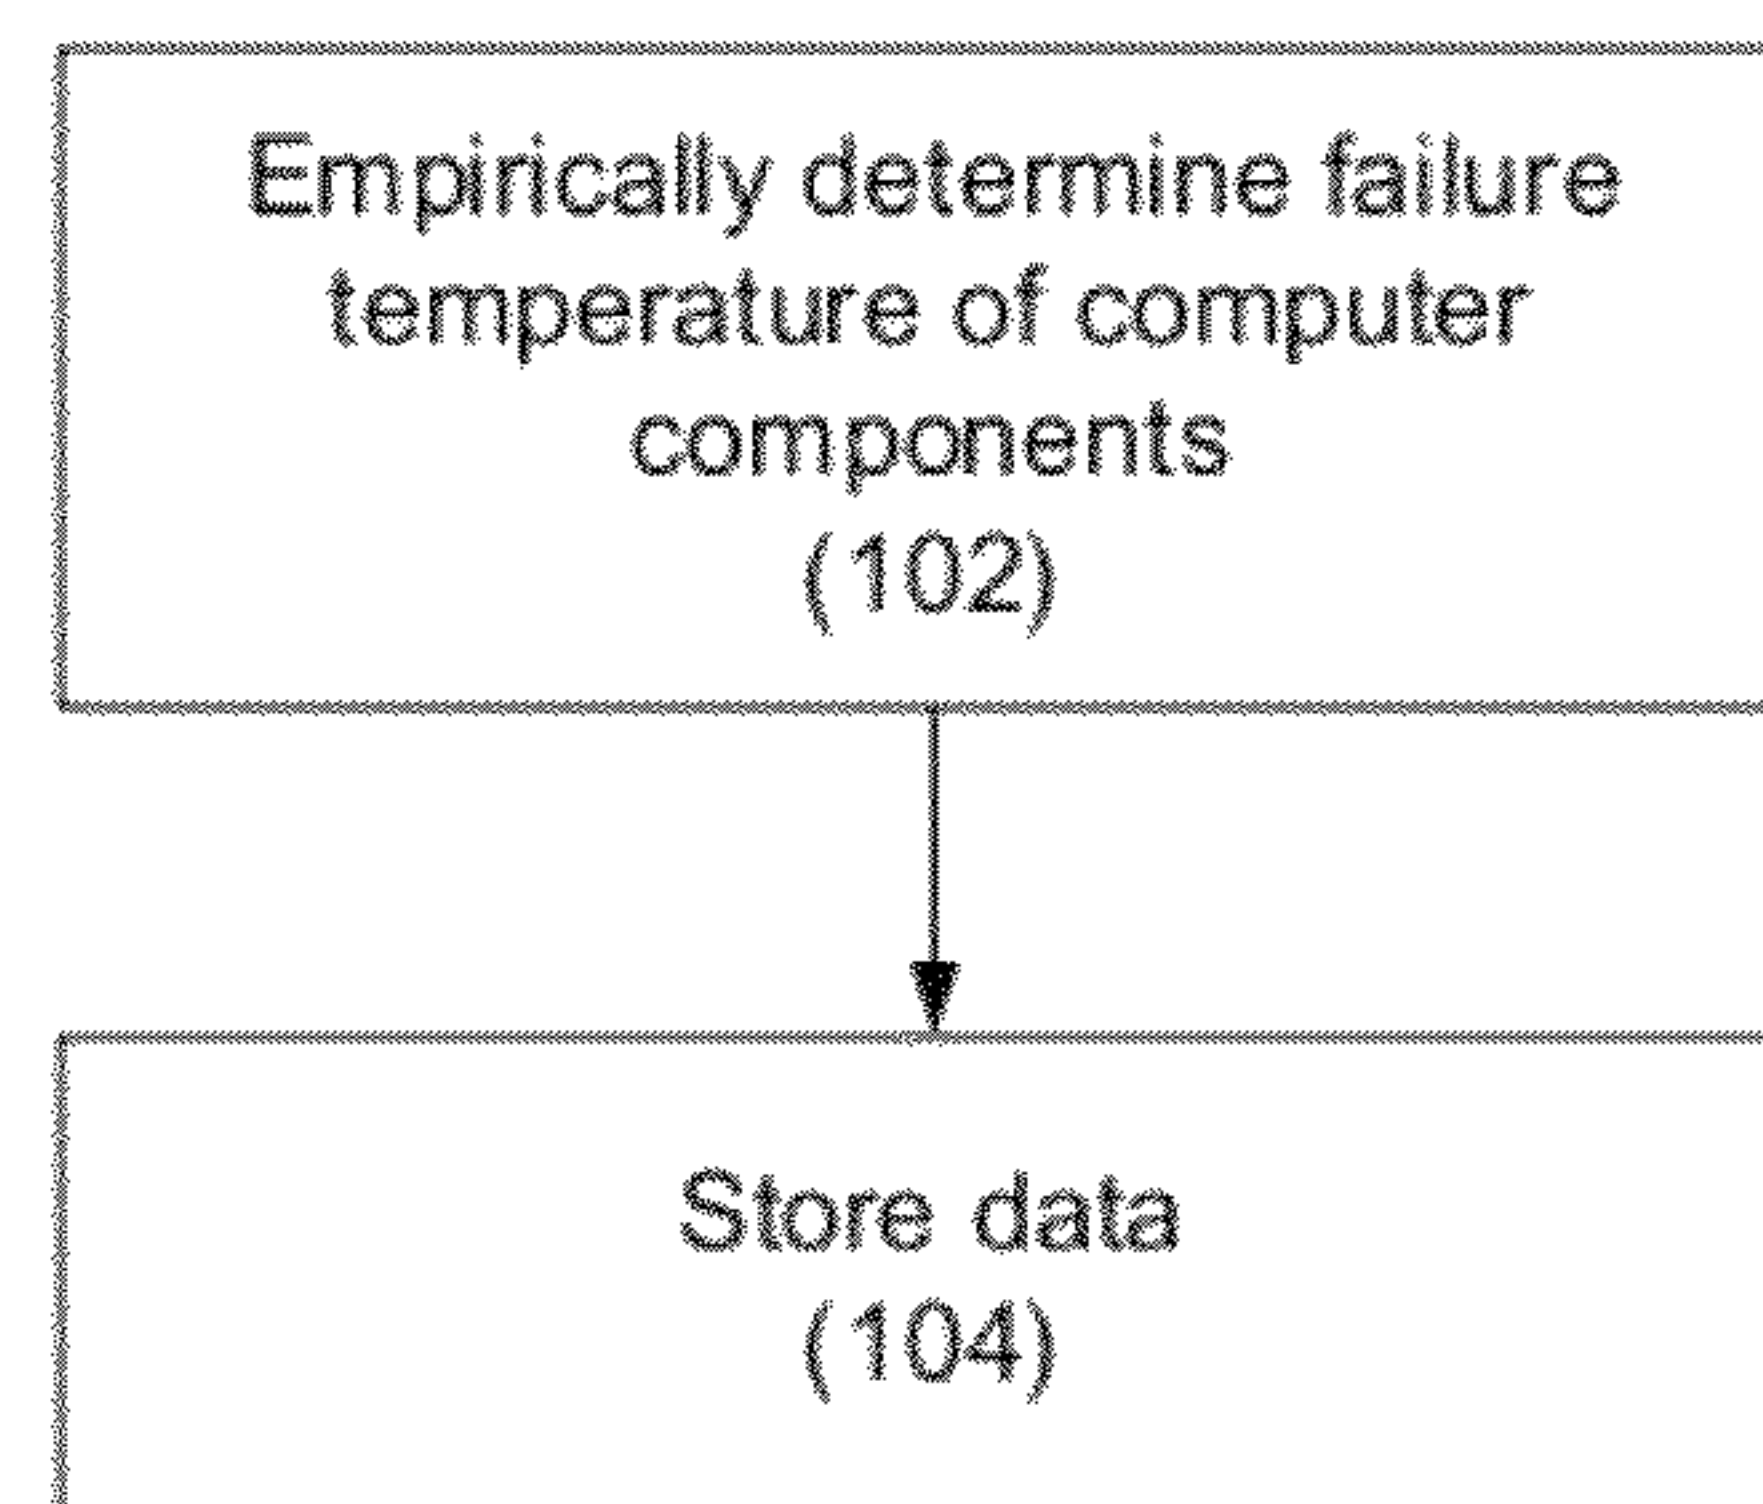 Empirically determine failure
temperature of computer
components
(102)
Store data
(104)